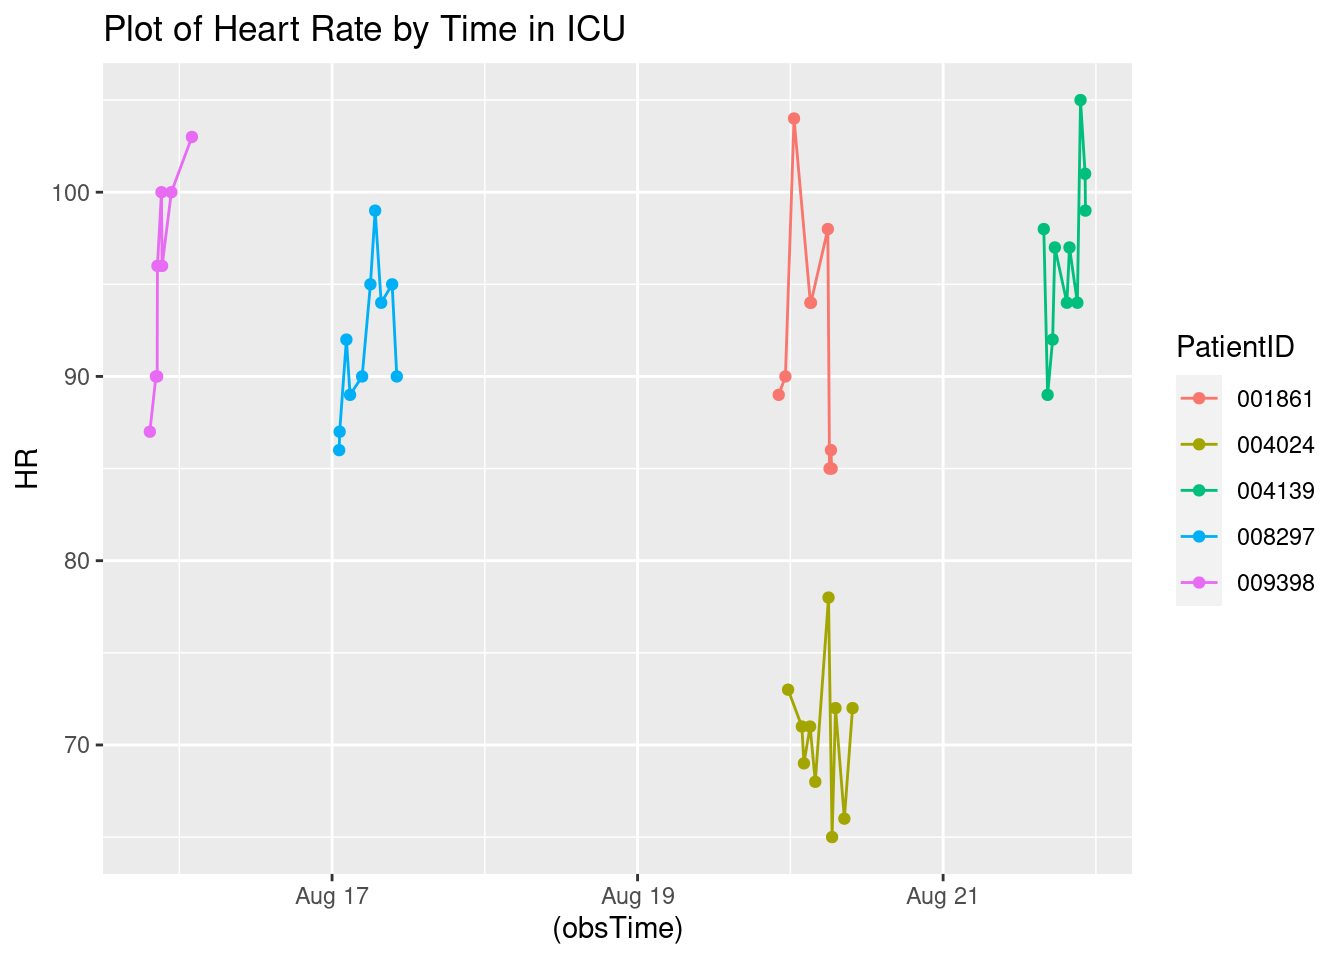 Plot of Heart Rate by Time in ICU
100
90
80
70
HR
Aug 17
Aug 19
Aug 21
(obsTime)
PatientID
001861
004024
004139
008297
009398